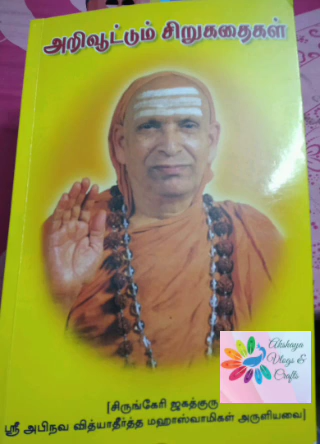 அறிவூட்டும் சிறுகதைகள்
Akshaya
Vlogs &
Crafts
[சிருங்கேரி ஜகத்குரு
ஸ்ரீ அபிநவ வித்யாதீர்த்த மஹாஸ்வாமிகள் அருளியவை]